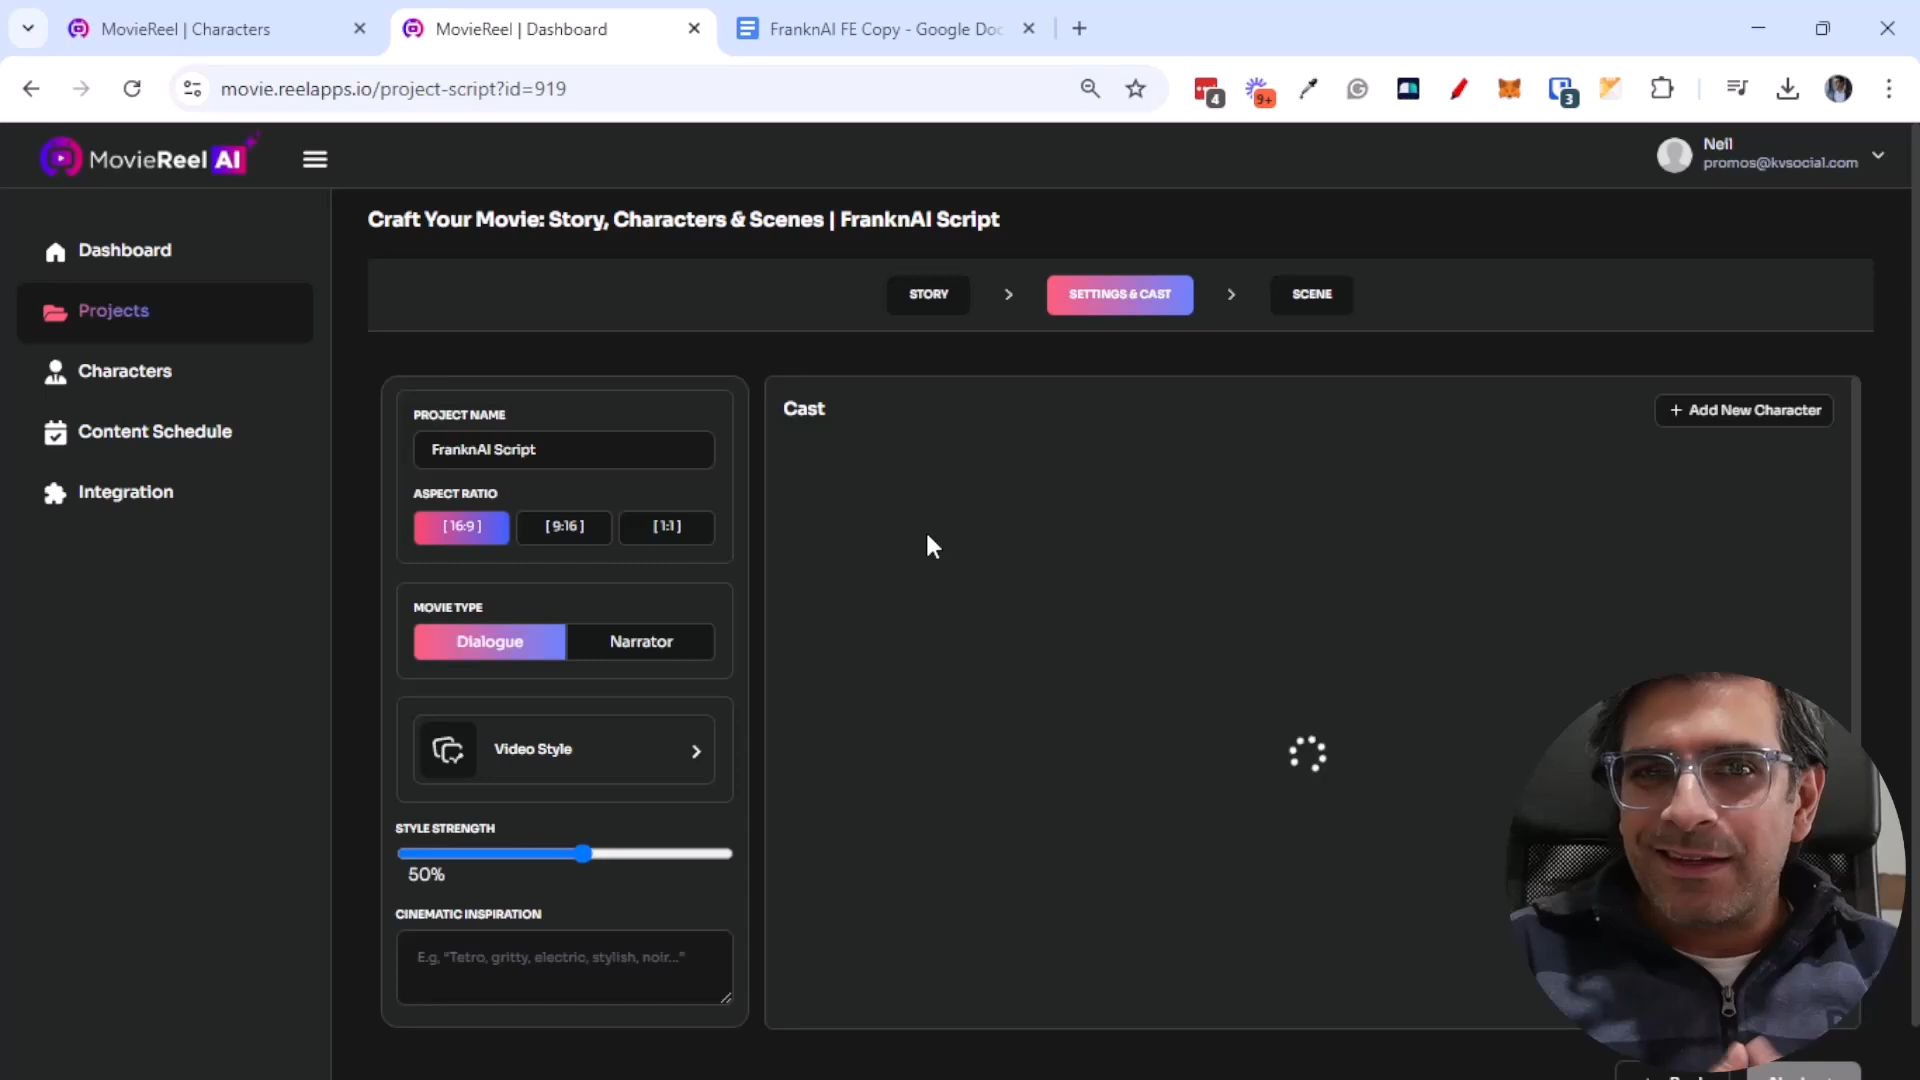 MovieReel | Characters
MovieReel | Dashboard
FranknAI FE Copy - Google Doc
movie.reelapps.io/project-script?id=919
4
9+
3
MovieReel AI
Neil
promos@kvsocial.com
Dashboard
Projects
Characters
Content Schedule
Integration
Craft Your Movie: Story, Characters & Scenes | FranknAI Script
STORY
SETTINGS & CAST
SCENE
PROJECT NAME
FranknAI Script
ASPECT RATIO
[ 16:9 ]
[ 9:16 ]
[ 1:1 ]
MOVIE TYPE
Dialogue
Narrator
Video Style
STYLE STRENGTH
50%
CINEMATIC INSPIRATION
E.g, "Tetro, gritty, electric, stylish, noir..."
Cast
+ Add New Character